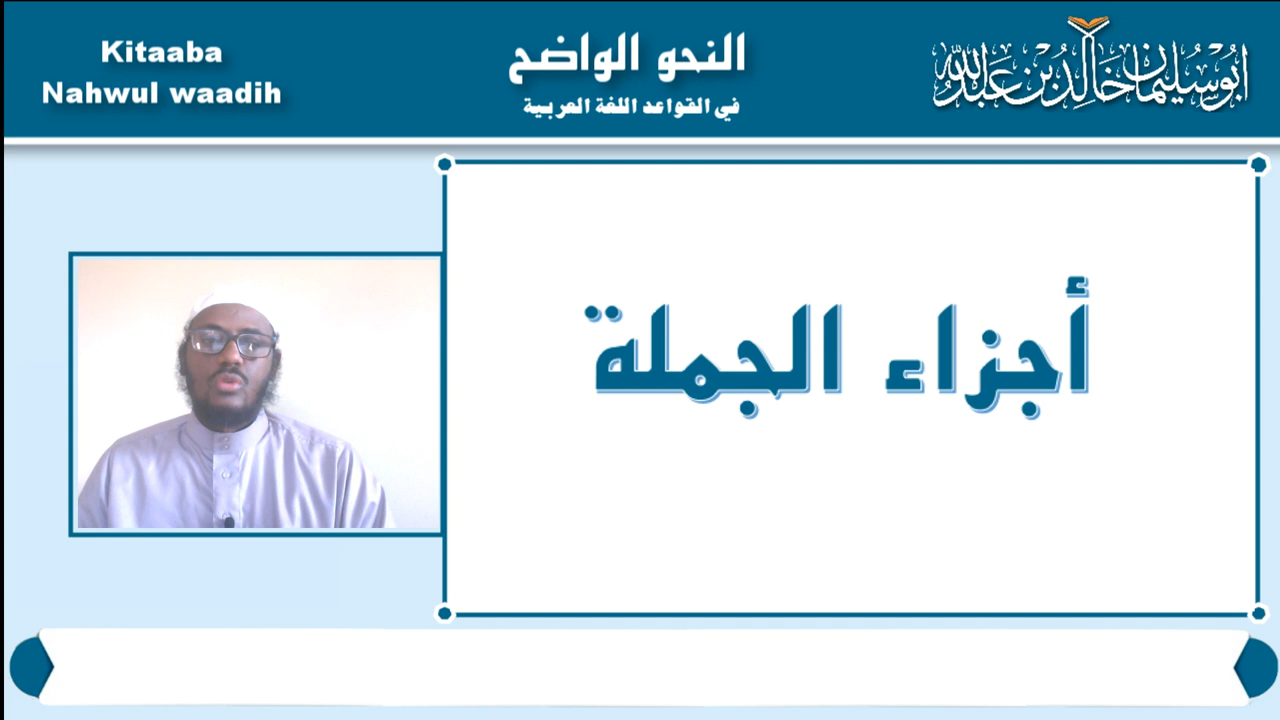 Kitaaba
Nahwul waadih
النحو الواضح
في القواعد اللغة العربية
أبو سليمان خالد بن عبد الله
أجزاء الجملة